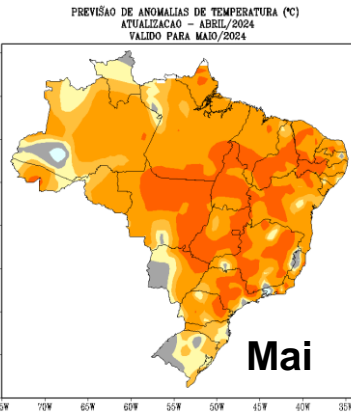 PREVISÃO DE ANOMALIAS DE TEMPERATURA (°C)
ATUALIZACAO – ABRIL/2024
VALIDO PARA MAIO/2024
Mai
5W 70W 65W 60W 55W 50W 45W 40W 35W